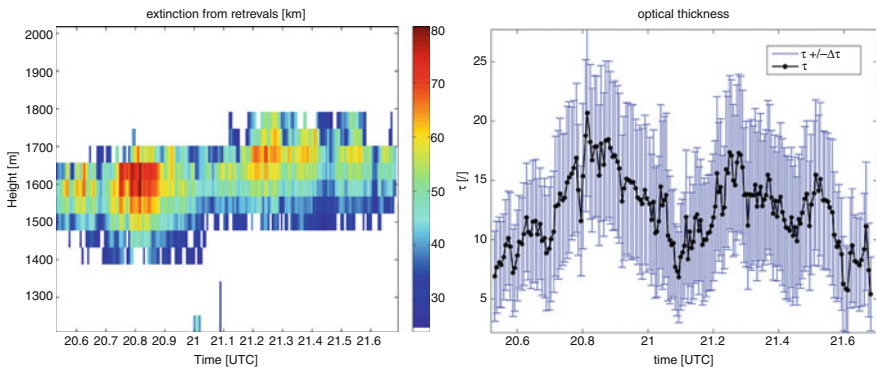 extinction from retrevals [km]
2000
1900
1800
1700
1600
1500
1400
1300
Height [m]
20.6 20.7 20.8 20.9 21 21.1 21.2 21.3 21.4 21.5 21.6
Time [UTC]
80
70
60
50
40
30
optical thickness
25
20
15
10
5
τ [/]
τ +/−Δτ
τ
20.6 20.8 21 21.2 21.4 21.6
time [UTC]